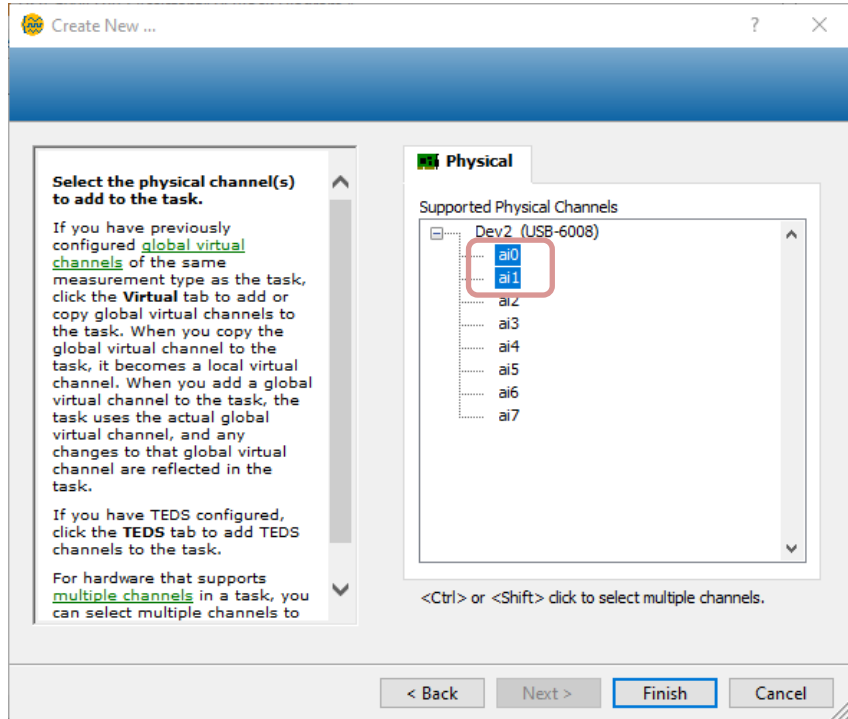 Create New ...
?
Select the physical channel(s)
to add to the task.
If you have previously
configured global virtual
channels of the same
measurement type as the task,
click the Virtual tab to add or
copy global virtual channels to
the task. When you copy the
global virtual channel to the
task, it becomes a local virtual
channel. When you add a global
virtual channel to the task, the
task uses the actual global
virtual channel, and any
changes to that global virtual
channel are reflected in the
task.
If you have TEDS configured,
click the TEDS tab to add TEDS
channels to the task.
For hardware that supports
multiple channels in a task, you
can select multiple channels to
Physical
Supported Physical Channels
Dev2 (USB-6008)
ai0
ai1
ai2
ai3
ai4
ai5
ai6
ai7
<Ctrl> or <Shift> click to select multiple channels.
< Back
Next >
Finish
Cancel